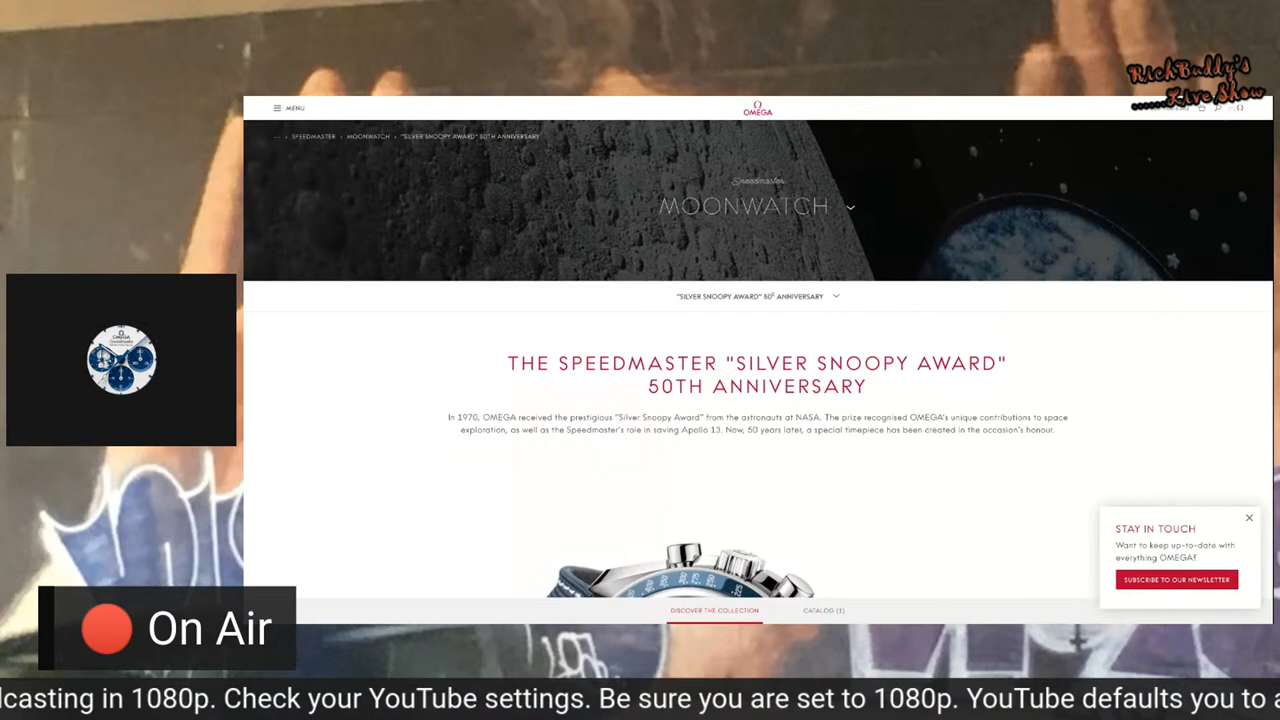 RichBuddy's
......Live Show
MENU
Ω
OMEGA
... › SPEEDMASTER › MOONWATCH › "SILVER SNOOPY AWARD" 50TH ANNIVERSARY
Speedmaster
MOONWATCH
"SILVER SNOOPY AWARD" 50TH ANNIVERSARY
THE SPEEDMASTER "SILVER SNOOPY AWARD"
50TH ANNIVERSARY
In 1970, OMEGA received the prestigious "Silver Snoopy Award" from the astronauts at NASA. The prize recognised OMEGA's unique contributions to space
exploration, as well as the Speedmaster's role in saving Apollo 13. Now, 50 years later, a special timepiece has been created in the occasion's honour.
STAY IN TOUCH
Want to keep up-to-date with
everything OMEGA?
SUBSCRIBE TO OUR NEWSLETTER
DISCOVER THE COLLECTION
CATALOG (1)
On Air
dcasting in 1080p. Check your YouTube settings. Be sure you are set to 1080p. YouTube defaults you to a